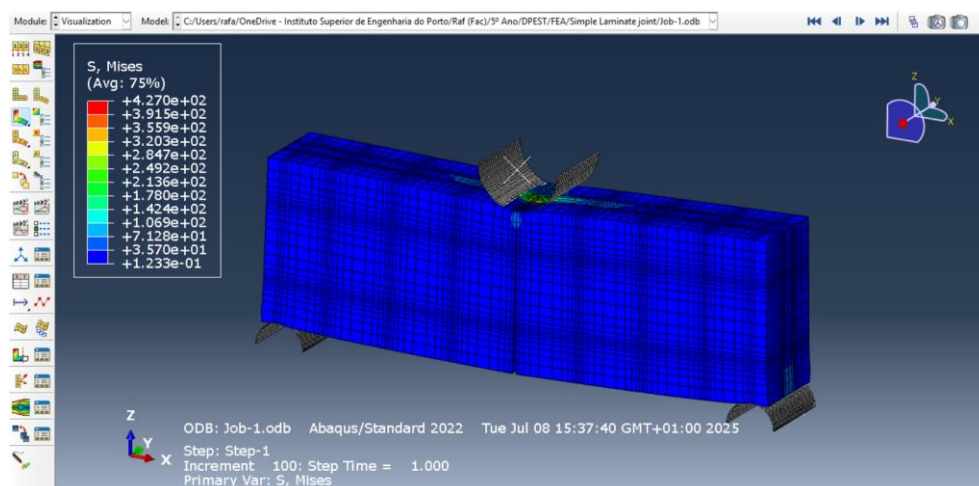 Module: Visualization Model: C:/Users/rafa/OneDrive - Instituto Superior de Engenharia do Porto/Raf (Fac)/5º Ano/DPEST/FEA/Simple Laminate joint/Job-1.odb
S, Mises
(Avg: 75%)
+4.270e+02
+3.915e+02
+3.559e+02
+3.203e+02
+2.847e+02
+2.492e+02
+2.136e+02
+1.780e+02
+1.424e+02
+1.069e+02
+7.128e+01
+3.570e+01
+1.233e-01
Z
Y
X
Z
Y
X
ODB: Job-1.odb Abaqus/Standard 2022 Tue Jul 08 15:37:40 GMT+01:00 2025
Step: Step-1
Increment 100: Step Time = 1.000
Primary Var: S, Mises